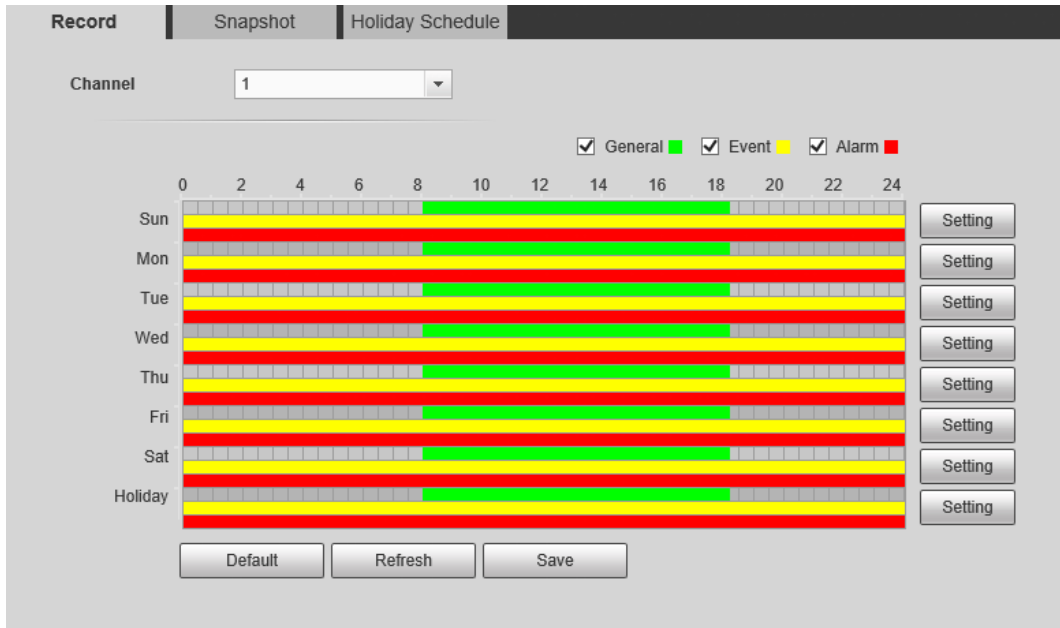 Record Snapshot Holiday Schedule
Channel 1
General Event Alarm
0 2 4 6 8 10 12 14 16 18 20 22 24
Sun Setting
Mon Setting
Tue Setting
Wed Setting
Thu Setting
Fri Setting
Sat Setting
Holiday Setting
Default Refresh Save